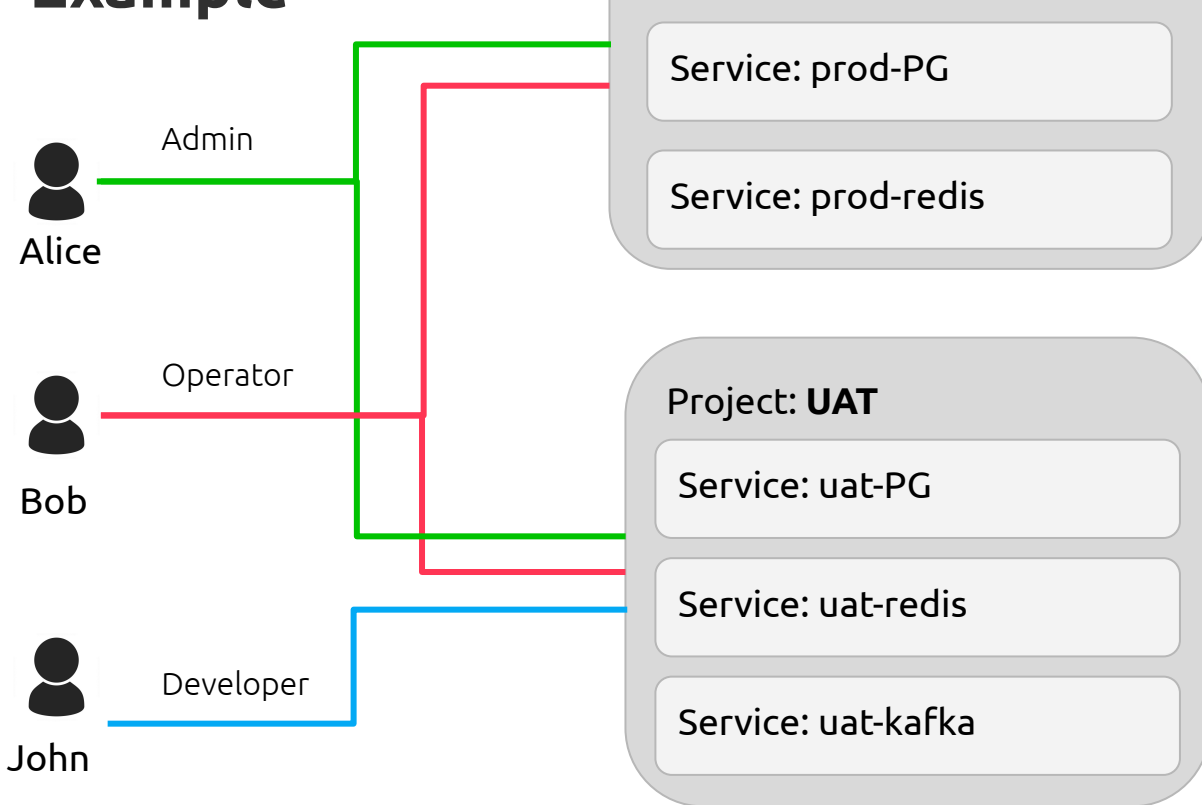 Example
Service: prod-PG
Admin
Service: prod-redis
Alice
Operator
Project: UAT
Service: uat-PG
Bob
Service: uat-redis
Developer
Service: uat-kafka
John